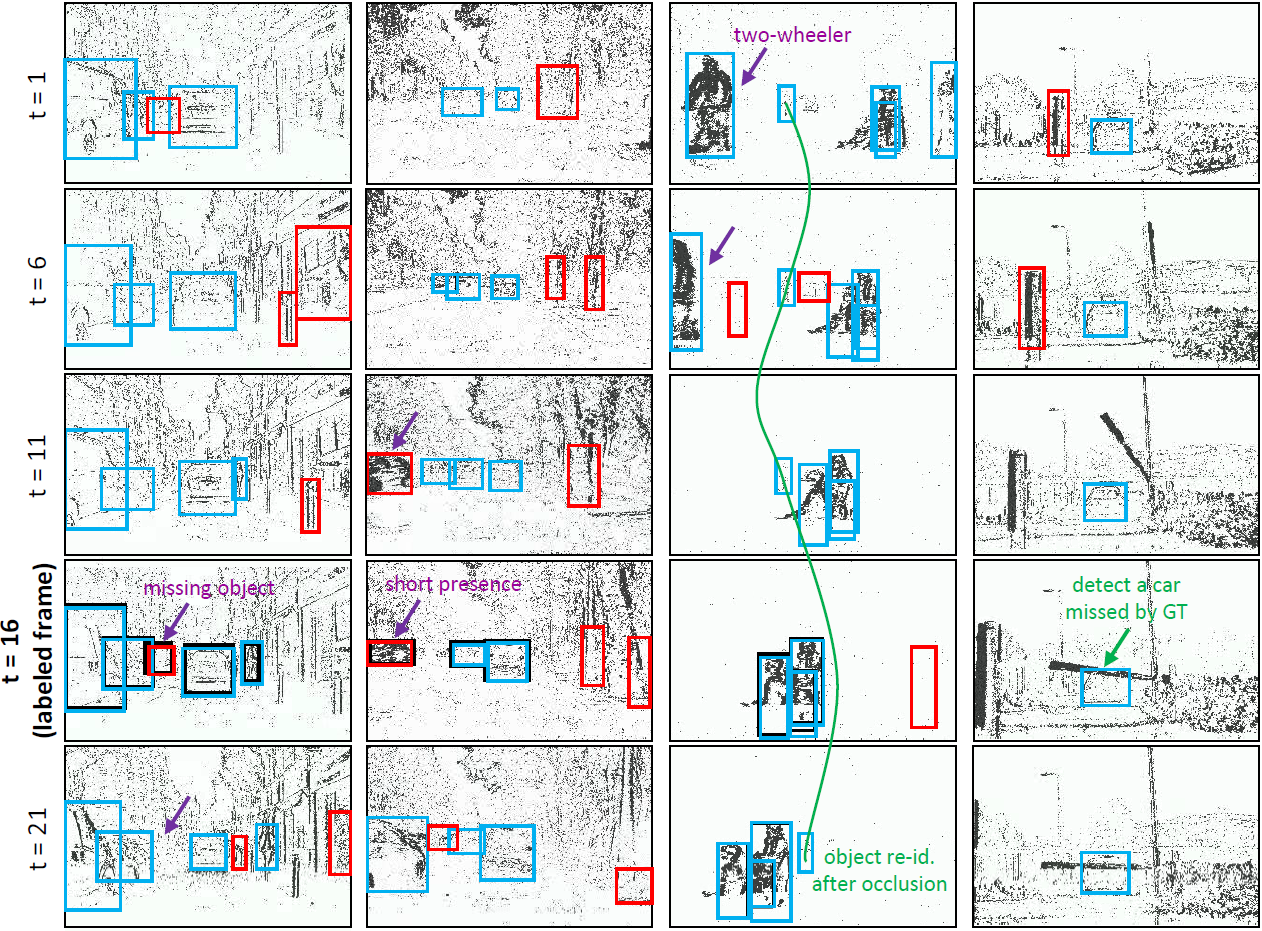 t = 1
two-wheeler
t = 6
t = 11
t = 16
(labeled frame)
missing object
short presence
detect a car
missed by GT
t = 21
object re-id.
after occlusion